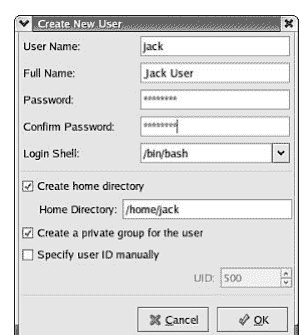 Create New User
User Name: jack
Full Name: Jack User
Password: ********
Confirm Password: ********
Login Shell: /bin/bash
Create home directory
Home Directory: /home/jack
Create a private group for the user
Specify user ID manually
UID: 500
Cancel OK